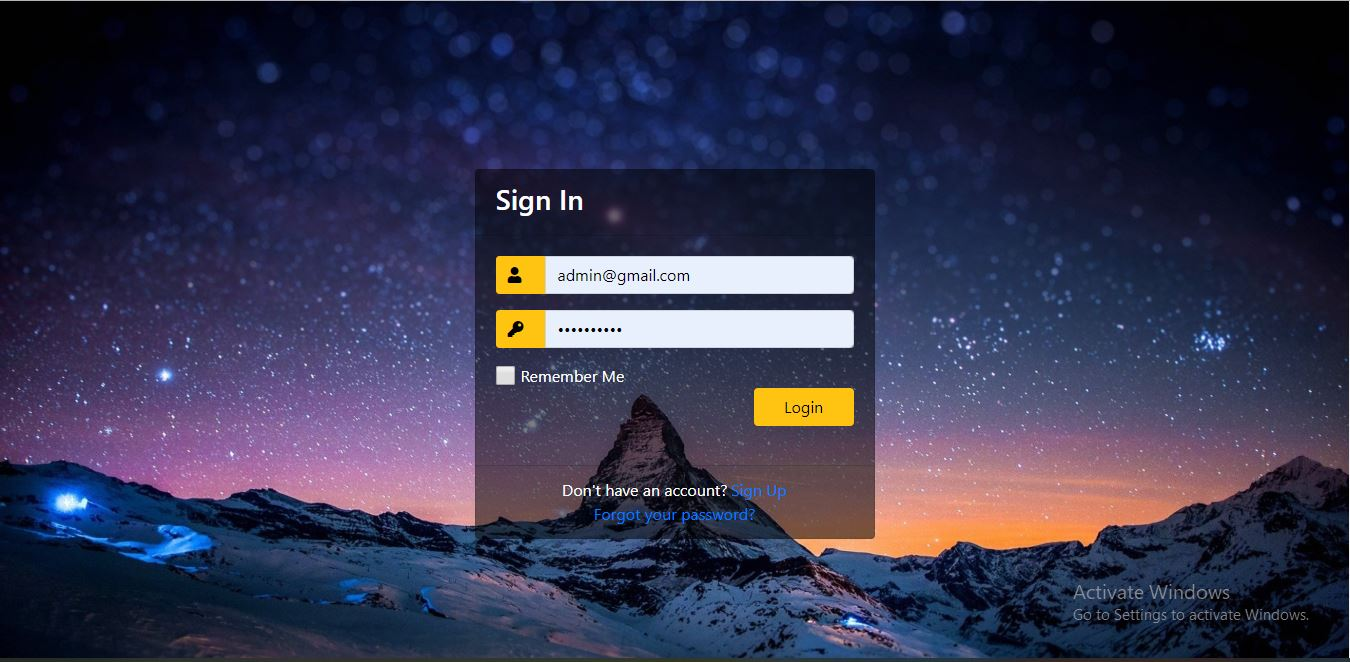 Sign In
admin@gmail.com
••••••••••
Remember Me
Login
Don't have an account? Sign Up
Forgot your password?
Activate Windows
Go to Settings to activate Windows.